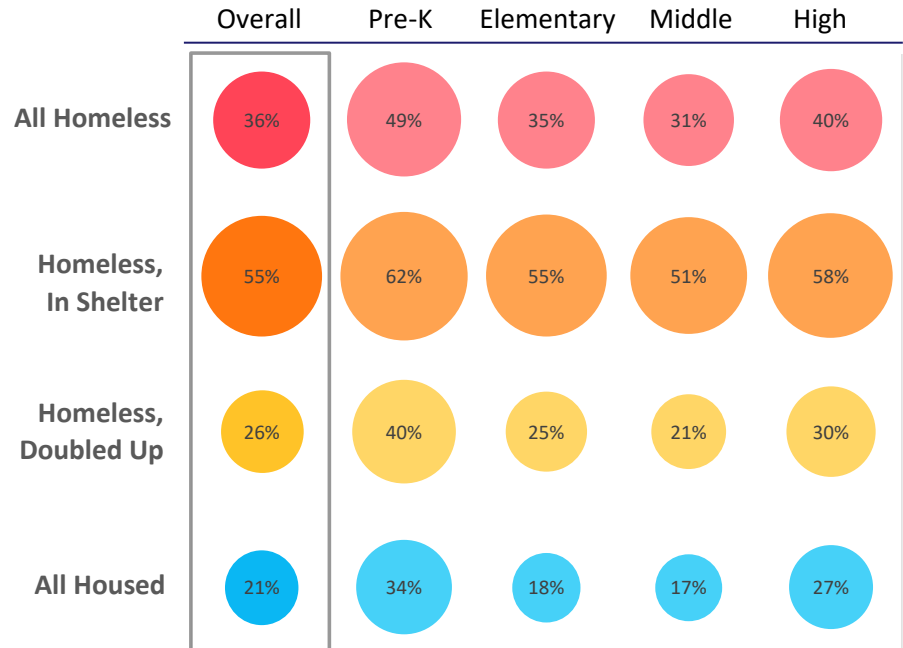 Overall Pre-K Elementary Middle High
All Homeless 36% 49% 35% 31% 40%
Homeless,
In Shelter 55% 62% 55% 51% 58%
Homeless,
Doubled Up 26% 40% 25% 21% 30%
All Housed 21% 34% 18% 17% 27%